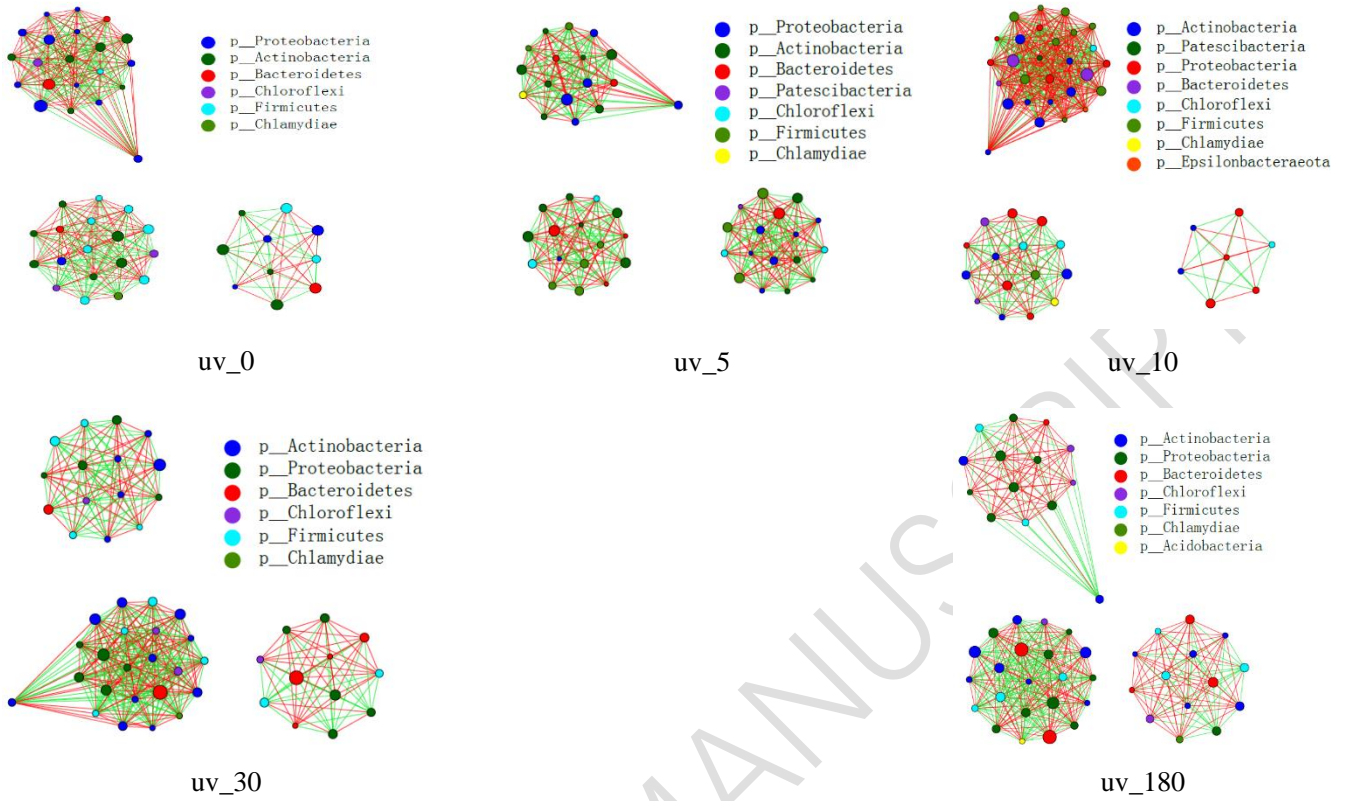 p__Proteobacteria
p__Actinobacteria
p__Bacteroidetes
p__Chloroflexi
p__Firmicutes
p__Chlamydiae
uv_0
p__Proteobacteria
p__Actinobacteria
p__Bacteroidetes
p__Patescibacteria
p__Chloroflexi
p__Firmicutes
p__Chlamydiae
uv_5
p__Actinobacteria
p__Patescibacteria
p__Proteobacteria
p__Bacteroidetes
p__Chloroflexi
p__Firmicutes
p__Chlamydiae
p__Epsilonbacteraeota
uv_10
p__Actinobacteria
p__Proteobacteria
p__Bacteroidetes
p__Chloroflexi
p__Firmicutes
p__Chlamydiae
uv_30
p__Actinobacteria
p__Proteobacteria
p__Bacteroidetes
p__Chloroflexi
p__Firmicutes
p__Chlamydiae
p__Acidobacteria
uv_180
MANUSCRIPT